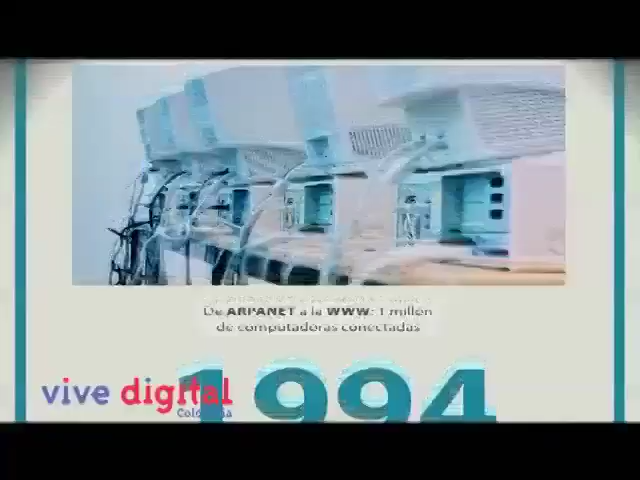 De ARPANET a la WWW: 1 millón
de computadoras conectadas
1994
vive digital
Colombia